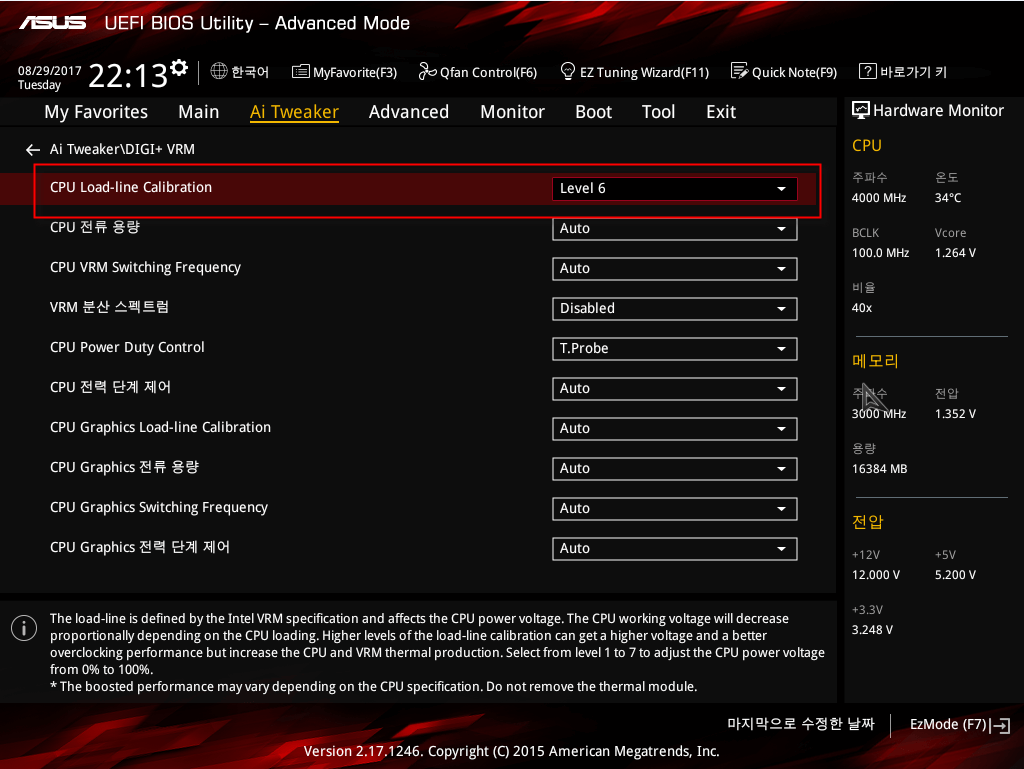 ASUS UEFI BIOS Utility – Advanced Mode
08/29/2017
Tuesday
22:13
한국어
MyFavorite(F3)
Qfan Control(F6)
EZ Tuning Wizard(F11)
Quick Note(F9)
? 바로가기 키
My Favorites
Main
Ai Tweaker
Advanced
Monitor
Boot
Tool
Exit
Ai Tweaker\DIGI+ VRM
CPU Load-line Calibration Level 6
CPU 전류 용량 Auto
CPU VRM Switching Frequency Auto
VRM 분산 스펙트럼 Disabled
CPU Power Duty Control T.Probe
CPU 전력 단계 제어 Auto
CPU Graphics Load-line Calibration Auto
CPU Graphics 전류 용량 Auto
CPU Graphics Switching Frequency Auto
CPU Graphics 전력 단계 제어 Auto
The load-line is defined by the Intel VRM specification and affects the CPU power voltage. The CPU working voltage will decrease
proportionally depending on the CPU loading. Higher levels of the load-line calibration can get a higher voltage and a better
overclocking performance but increase the CPU and VRM thermal production. Select from level 1 to 7 to adjust the CPU power voltage
from 0% to 100%.
* The boosted performance may vary depending on the CPU specification. Do not remove the thermal module.
Hardware Monitor
CPU
주파수 온도
4000 MHz 34°C
BCLK Vcore
100.0 MHz 1.264 V
비율
40x
메모리
주파수 전압
3000 MHz 1.352 V
용량
16384 MB
전압
+12V +5V
12.000 V 5.200 V
+3.3V
3.248 V
마지막으로 수정한 날짜
EzMode (F7)
Version 2.17.1246. Copyright (C) 2015 American Megatrends, Inc.